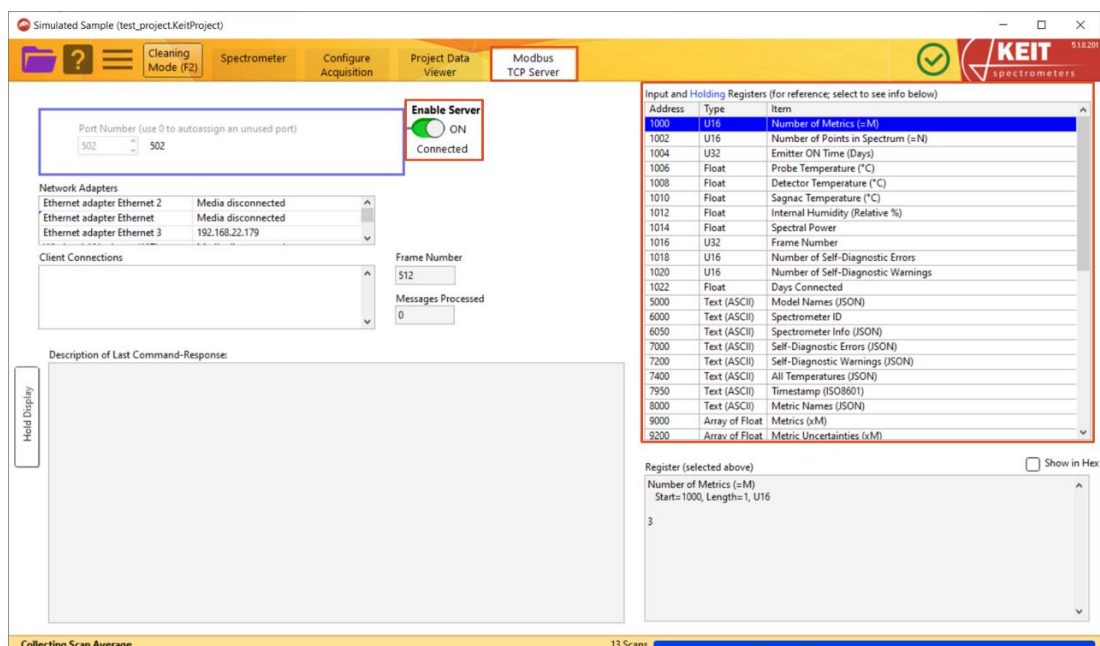 Simulated Sample (test_project.KeitProject)
Cleaning
Mode (F2)
Spectrometer
Configure
Acquisition
Project Data
Viewer
Modbus
TCP Server
KEIT
spectrometers
5.1.8.201
Port Number (use 0 to autoassign an unused port)
502 502
Enable Server
ON
Connected
Network Adapters
Ethernet adapter Ethernet 2 Media disconnected
Ethernet adapter Ethernet Media disconnected
Ethernet adapter Ethernet 3 192.168.22.179
Client Connections
Frame Number
512
Messages Processed
0
Description of Last Command-Response:
Hold Display
Input and Holding Registers (for reference; select to see info below)
Address Type Item
1000 U16 Number of Metrics (=M)
1002 U16 Number of Points in Spectrum (=N)
1004 U32 Emitter ON Time (Days)
1006 Float Probe Temperature (°C)
1008 Float Detector Temperature (°C)
1010 Float Sagnac Temperature (°C)
1012 Float Internal Humidity (Relative %)
1014 Float Spectral Power
1016 U32 Frame Number
1018 U16 Number of Self-Diagnostic Errors
1020 U16 Number of Self-Diagnostic Warnings
1022 Float Days Connected
5000 Text (ASCII) Model Names (JSON)
6000 Text (ASCII) Spectrometer ID
6050 Text (ASCII) Spectrometer Info (JSON)
7000 Text (ASCII) Self-Diagnostic Errors (JSON)
7200 Text (ASCII) Self-Diagnostic Warnings (JSON)
7400 Text (ASCII) All Temperatures (JSON)
7950 Text (ASCII) Timestamp (ISO8601)
8000 Text (ASCII) Metric Names (JSON)
9000 Array of Float Metrics (xM)
9200 Array of Float Metric Uncertainties (xM)
Register (selected above)
Show in Hex
Number of Metrics (=M)
Start=1000, Length=1, U16
3
Collecting Scan Average
13 Scans